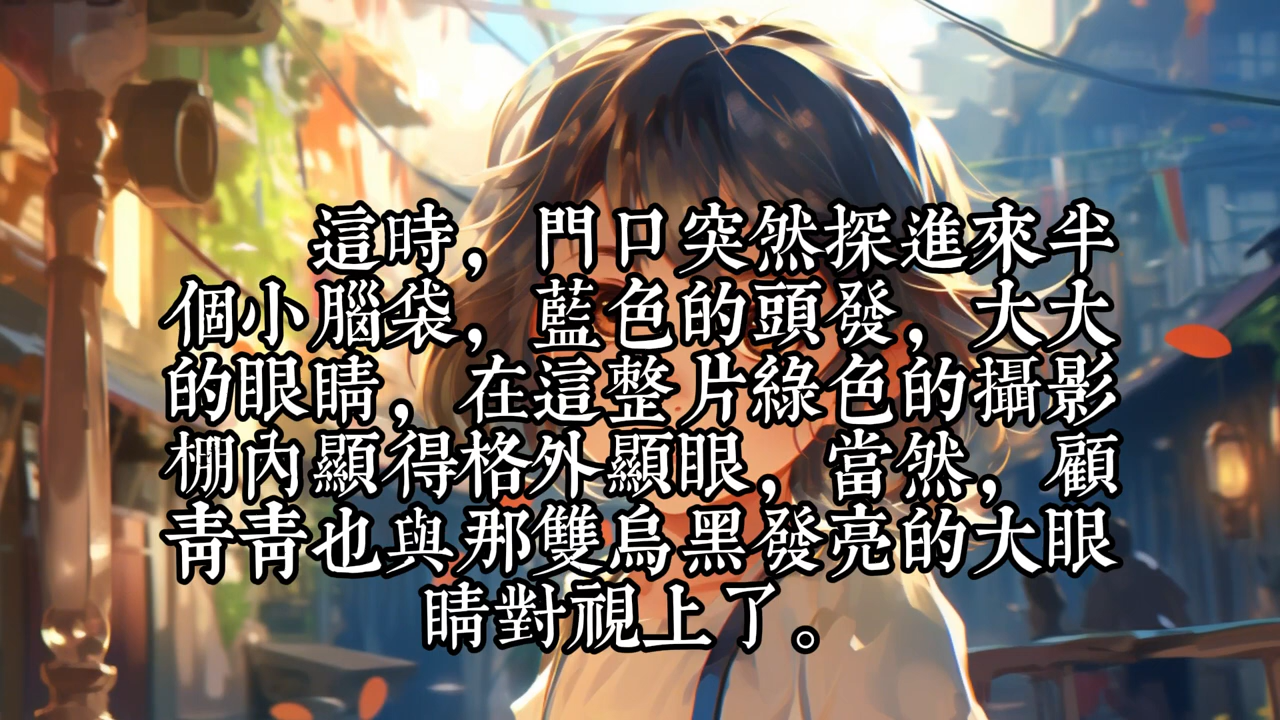 這時，門口突然探進來半
個小腦袋，藍色的頭發，大大
的眼睛，在這整片綠色的攝影
棚內顯得格外顯眼，當然，顧
青青也與那雙烏黑發亮的大眼
睛對視上了。